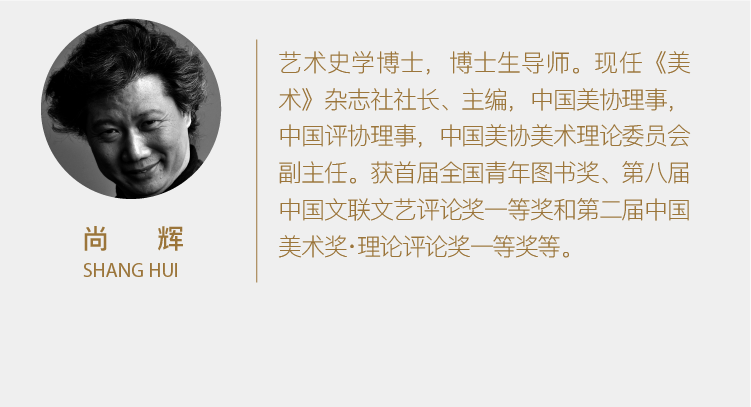 艺术史学博士，博士生导师。现任《美
术》杂志社社长、主编，中国美协理事，
中国评协理事，中国美协美术理论委员会
副主任。获首届全国青年图书奖、第八届
中国文联文艺评论奖一等奖和第二届中国
美术奖·理论评论奖一等奖等。
尚 辉
SHANG HUI